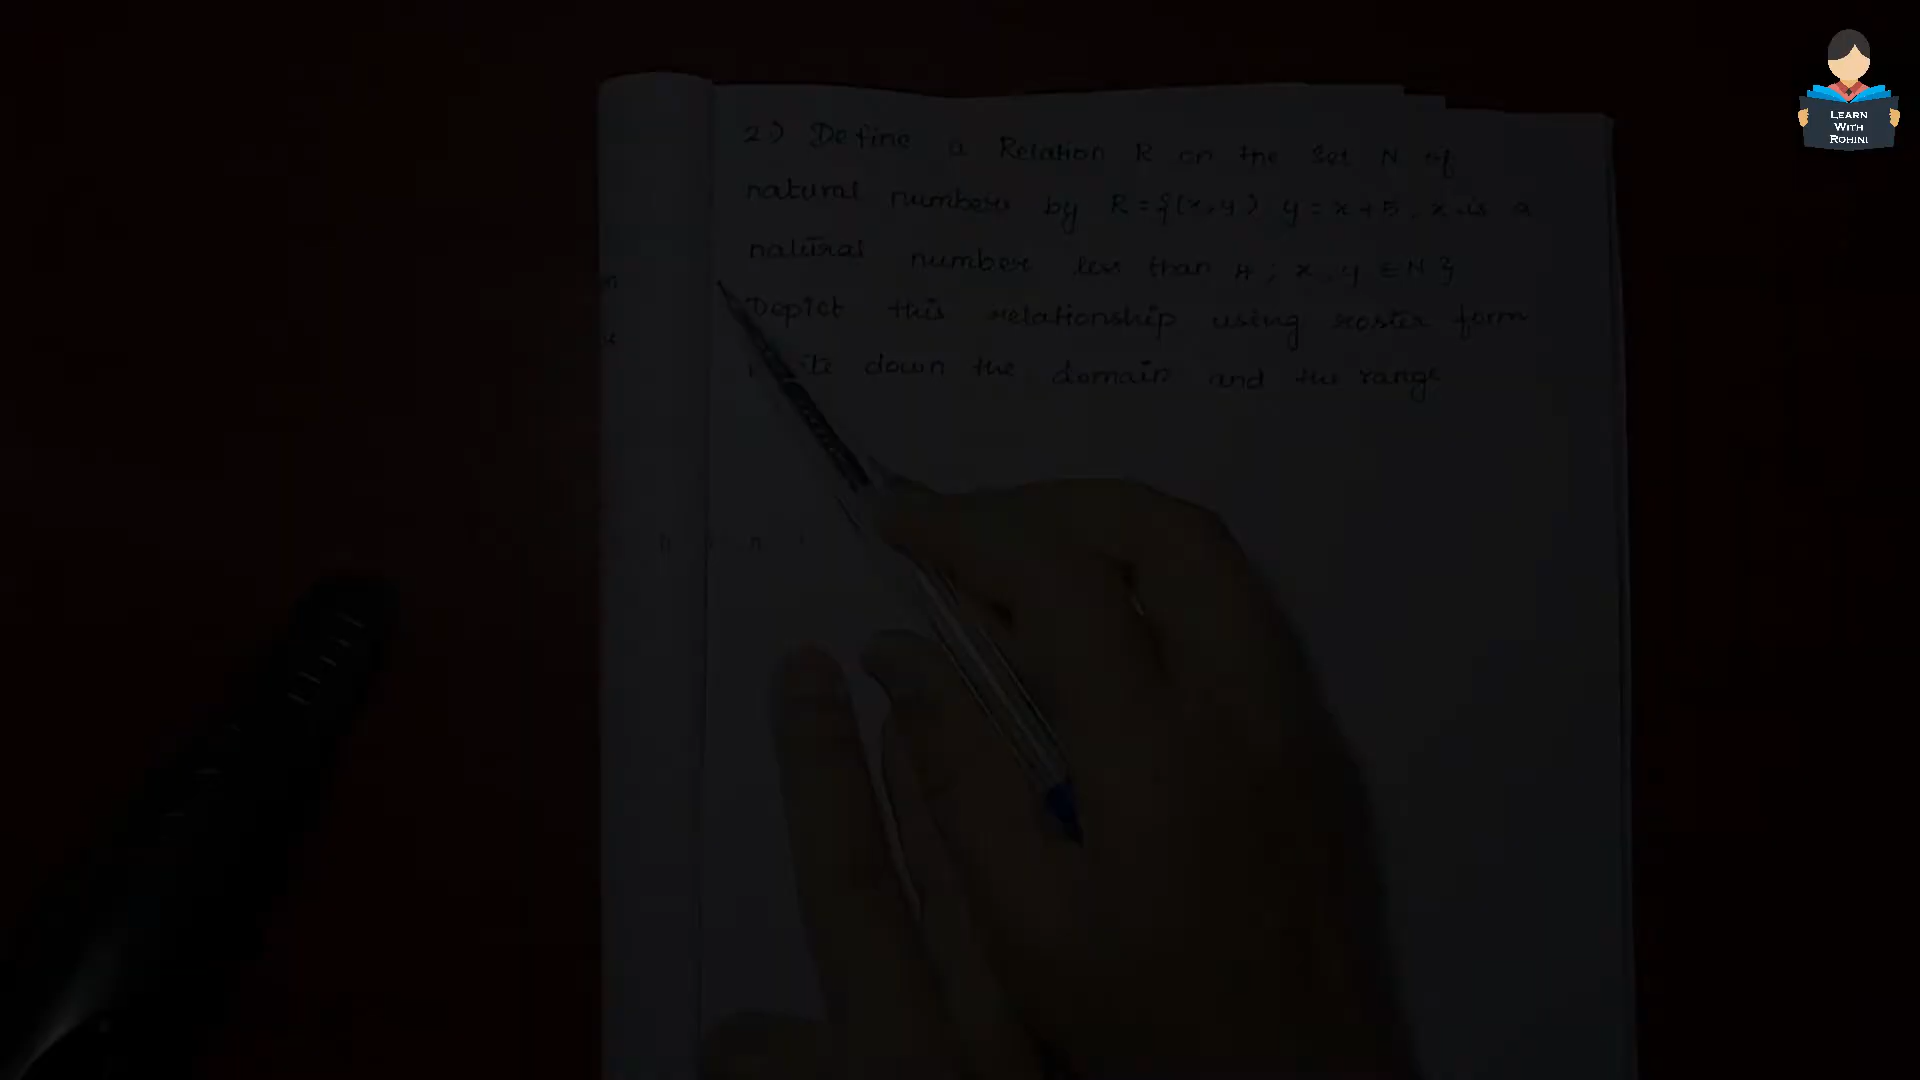 2.) Define a Relation R on the Set N of
natural numbers by R = {(x,y) y = x + 5, x is a
natural number less than 4; x, y ∈ N}
Depict this relationship using roster form
down the domain and the range
LEARN
WITH
ROHINI